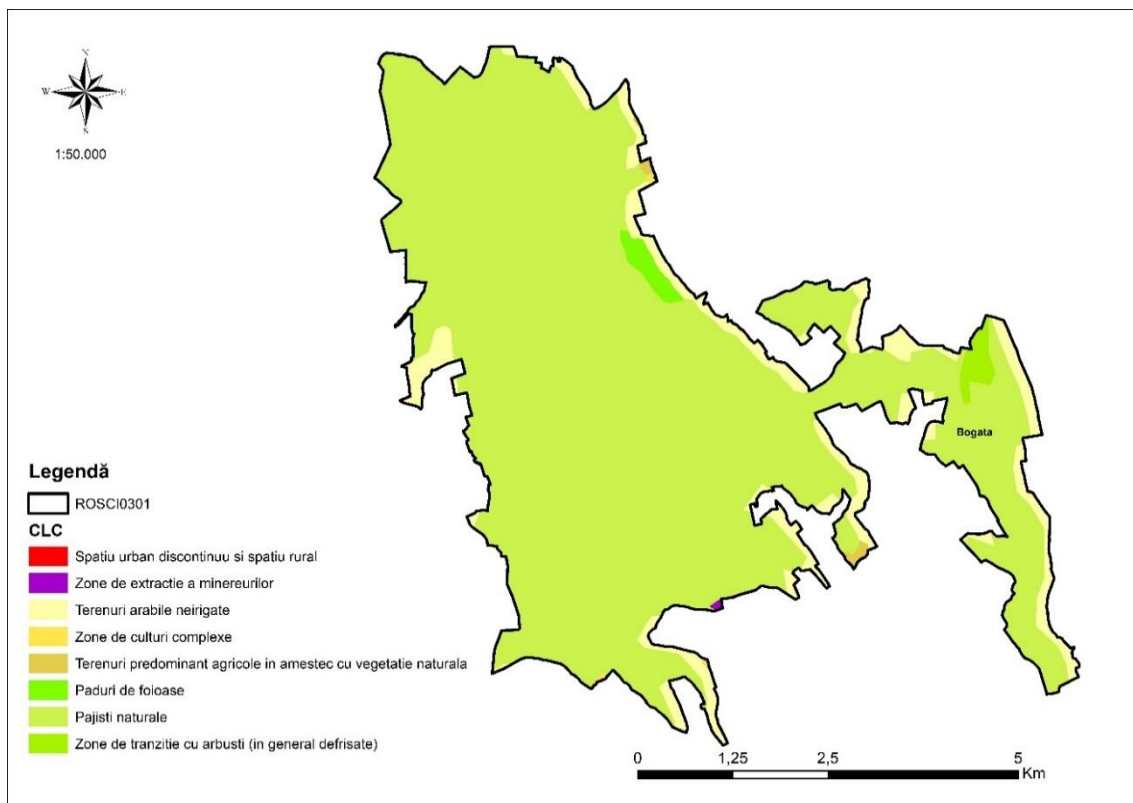 N
W E
S
1:50.000
Bogata
Legendă
ROSCI0301
CLC
Spatiu urban discontinuu si spatiu rural
Zone de extractie a minereurilor
Terenuri arabile neirigate
Zone de culturi complexe
Terenuri predominant agricole in amestec cu vegetatie naturala
Paduri de foioase
Pajisti naturale
Zone de tranzitie cu arbusti (in general defrisate)
0 1,25 2,5 5
Km